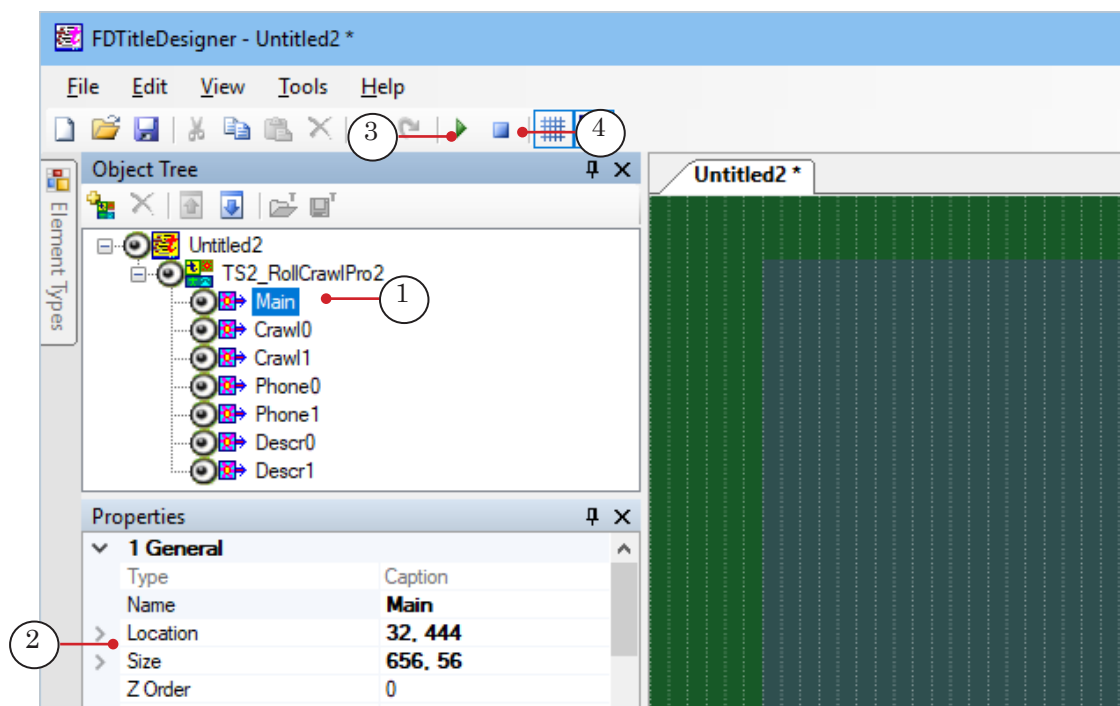 FDTitleDesigner - Untitled2 *
File Edit View Tools Help
3
4
Element Types
Object Tree
Untitled2 *
Untitled2
TS2_RollCrawlPro2
Main
1
Crawl0
Crawl1
Phone0
Phone1
Descr0
Descr1
Properties
1 General
Type Caption
Name Main
2
Location 32, 444
Size 656, 56
Z Order 0